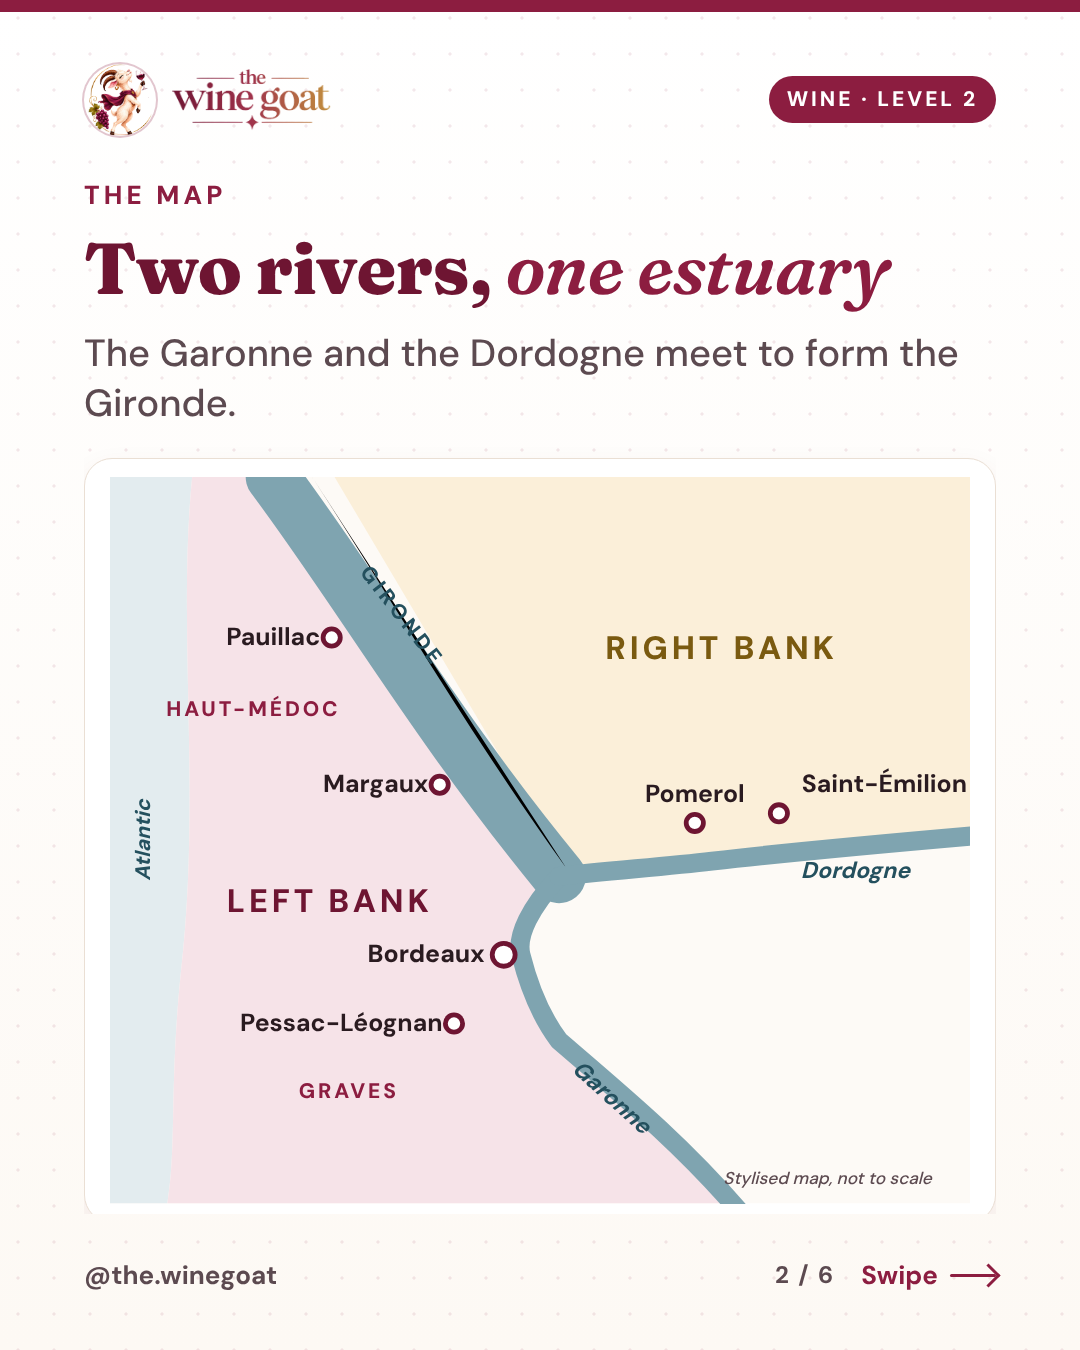 the
wine goat
WINE · LEVEL 2
THE MAP
Two rivers, one estuary
The Garonne and the Dordogne meet to form the
Gironde.
GIRONDE
Pauillac
RIGHT BANK
HAUT-MÉDOC
Margaux
Pomerol
Saint-Émilion
Atlantic
Dordogne
LEFT BANK
Bordeaux
Pessac-Léognan
GRAVES
Garonne
Stylised map, not to scale
@the.winegoat
2 / 6
Swipe